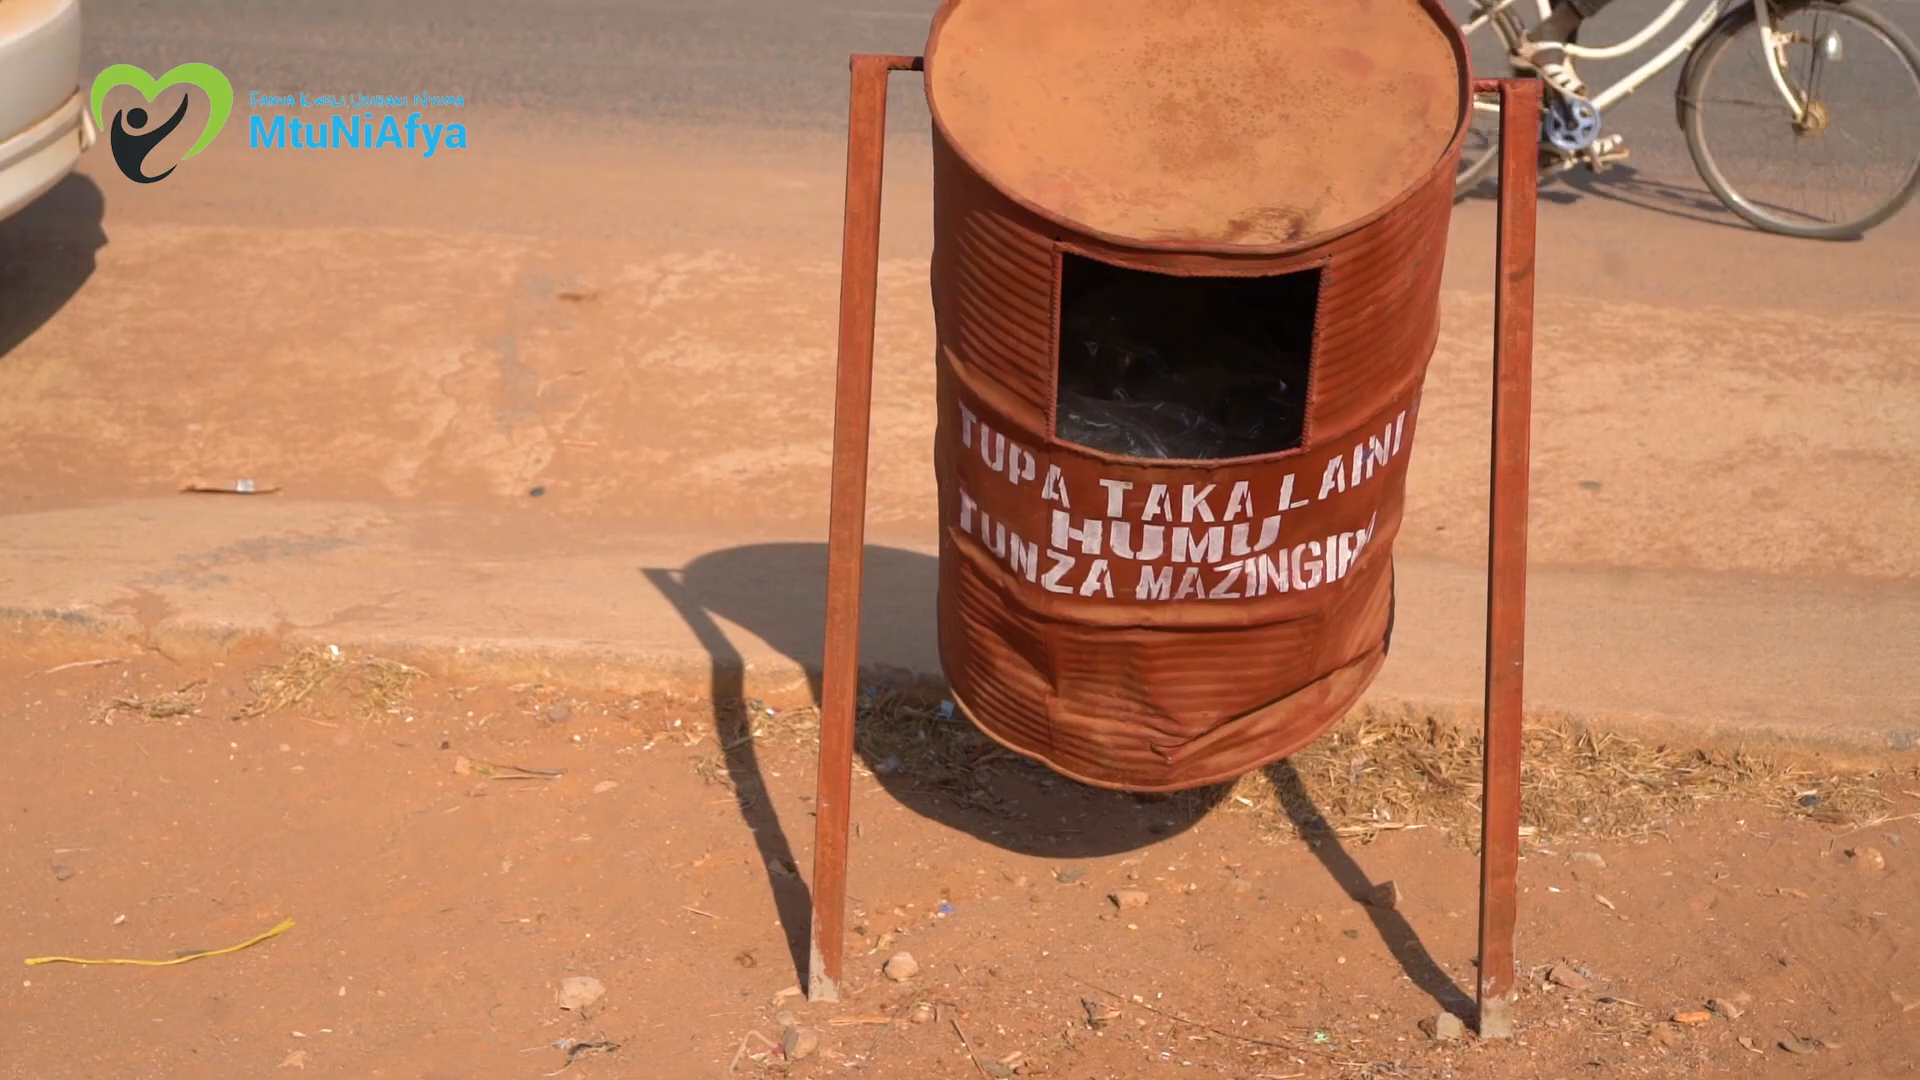 FANYA KWELI, USIBAKI NYUMA
MtuNiAfya
TUPA TAKA LAINI
HUMU
TUNZA MAZINGIRA